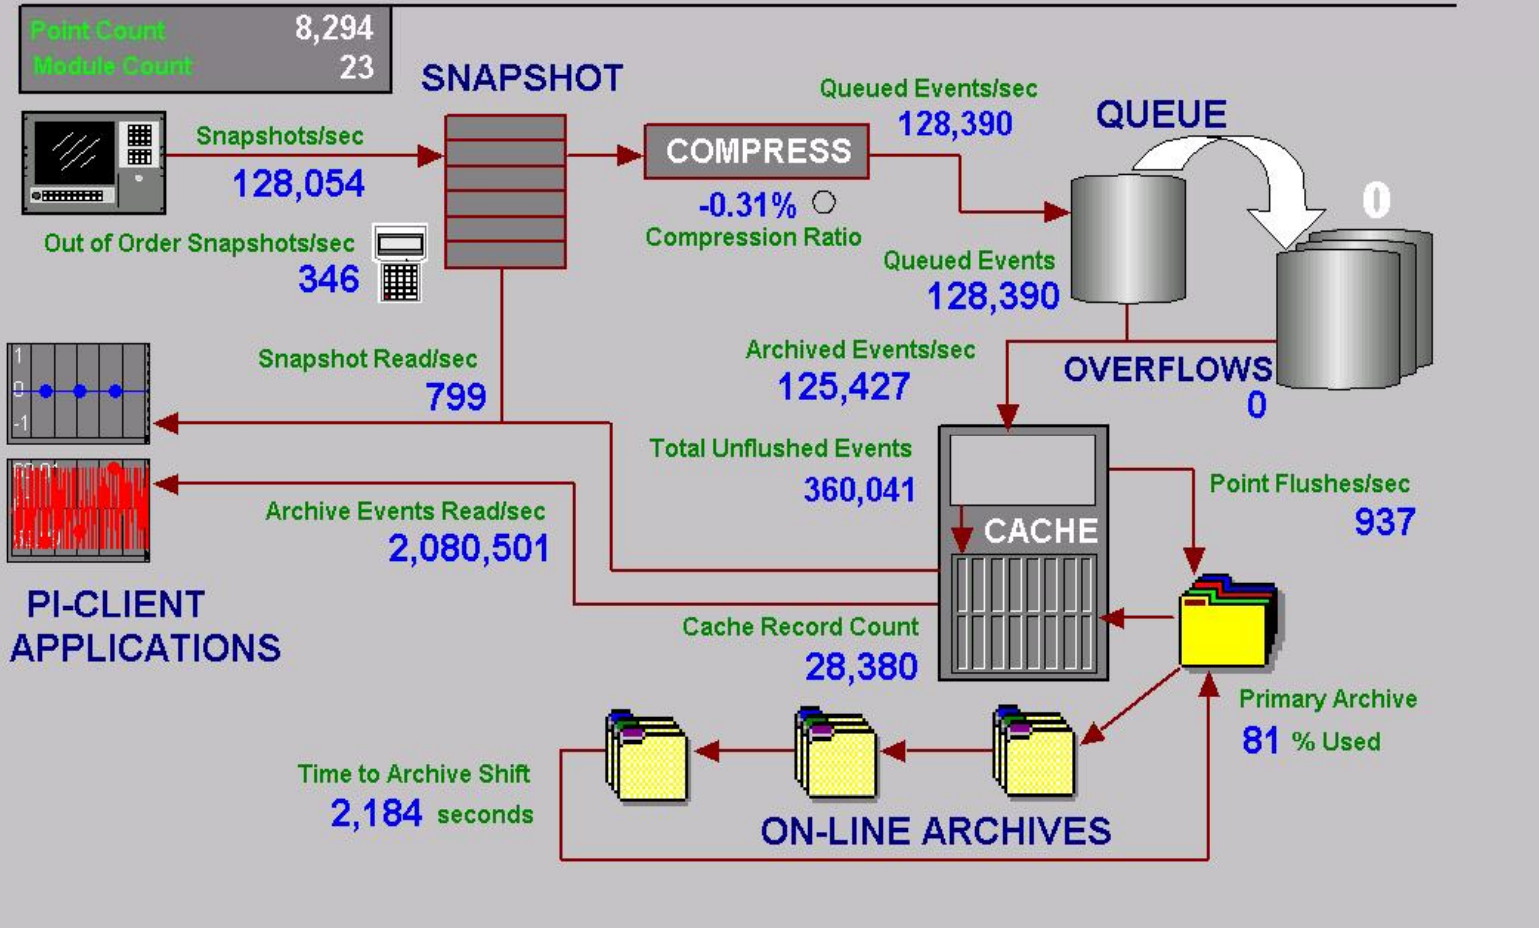 Point Count 8,294
Module Count 23
SNAPSHOT
Queued Events/sec
128,390
QUEUE
Snapshots/sec
128,054
COMPRESS
-0.31%
Compression Ratio
0
Out of Order Snapshots/sec
346
Queued Events
128,390
1
0
-1
Snapshot Read/sec
799
Archived Events/sec
125,427
OVERFLOWS
0
Total Unflushed Events
360,041
Point Flushes/sec
937
CACHE
Archive Events Read/sec
2,080,501
PI-CLIENT
APPLICATIONS
Cache Record Count
28,380
Primary Archive
81 % Used
Time to Archive Shift
2,184 seconds
ON-LINE ARCHIVES